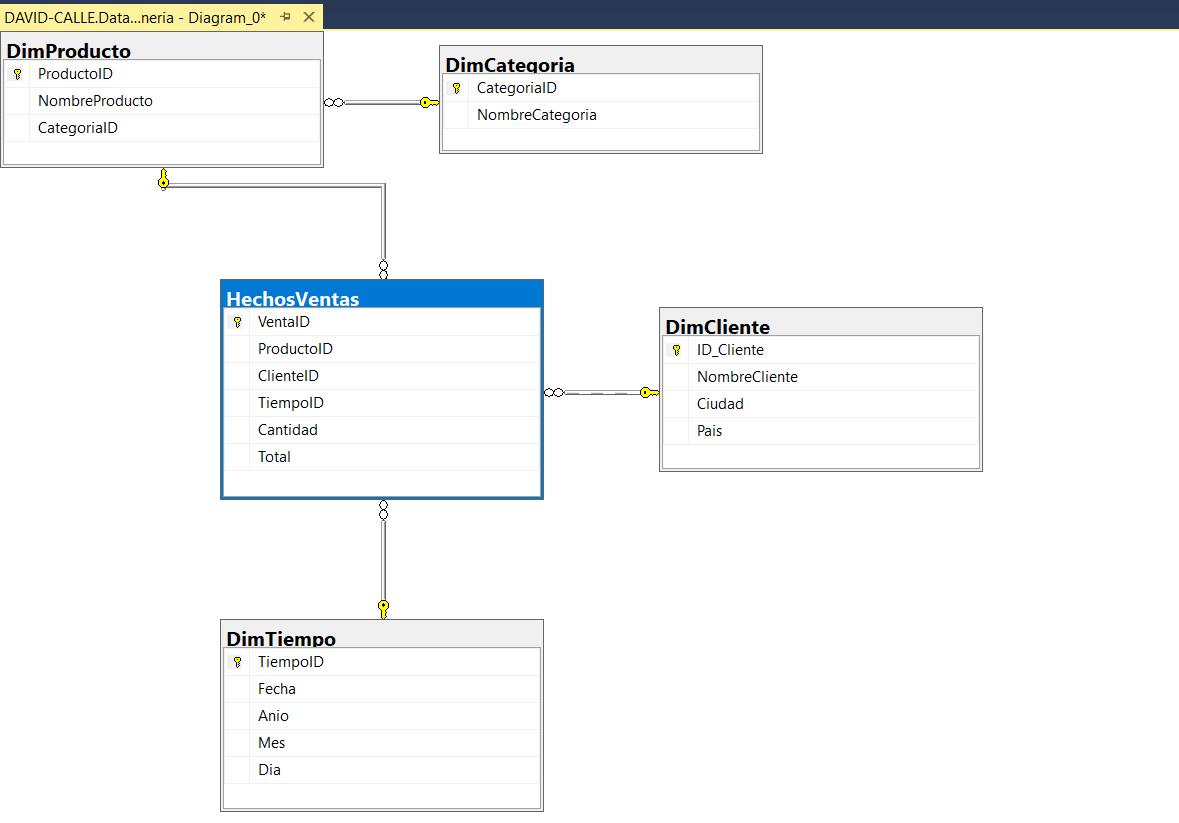 DAVID-CALLE.Data...neria - Diagram_0*
DimProducto
ProductoID
NombreProducto
CategoriaID
DimCategoria
CategoriaID
NombreCategoria
HechosVentas
VentaID
ProductoID
ClienteID
TiempoID
Cantidad
Total
DimCliente
ID_Cliente
NombreCliente
Ciudad
Pais
DimTiempo
TiempoID
Fecha
Anio
Mes
Dia